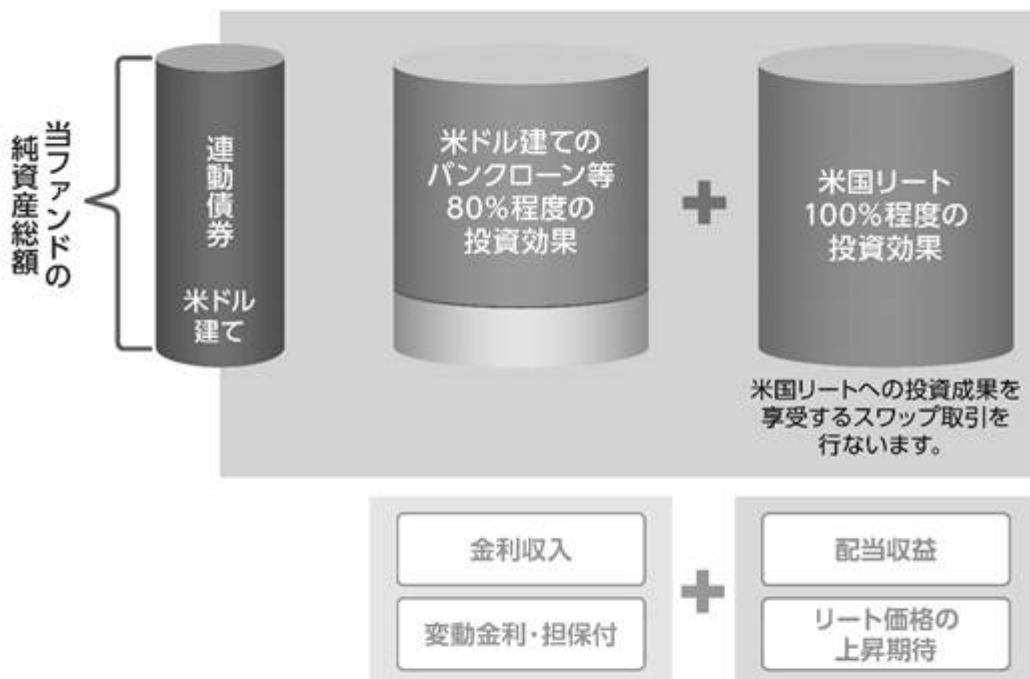 当ファンドの
純資産総額
連動債券
米ドル
建て
米ドル建ての
バンクローン等
80%程度の
投資効果
+
米国リート
100%程度の
投資効果
米国リートへの投資成果を
享受するスワップ取引を
行ないます。
金利収入
変動金利・担保付
+
配当収益
リート価格の
上昇期待